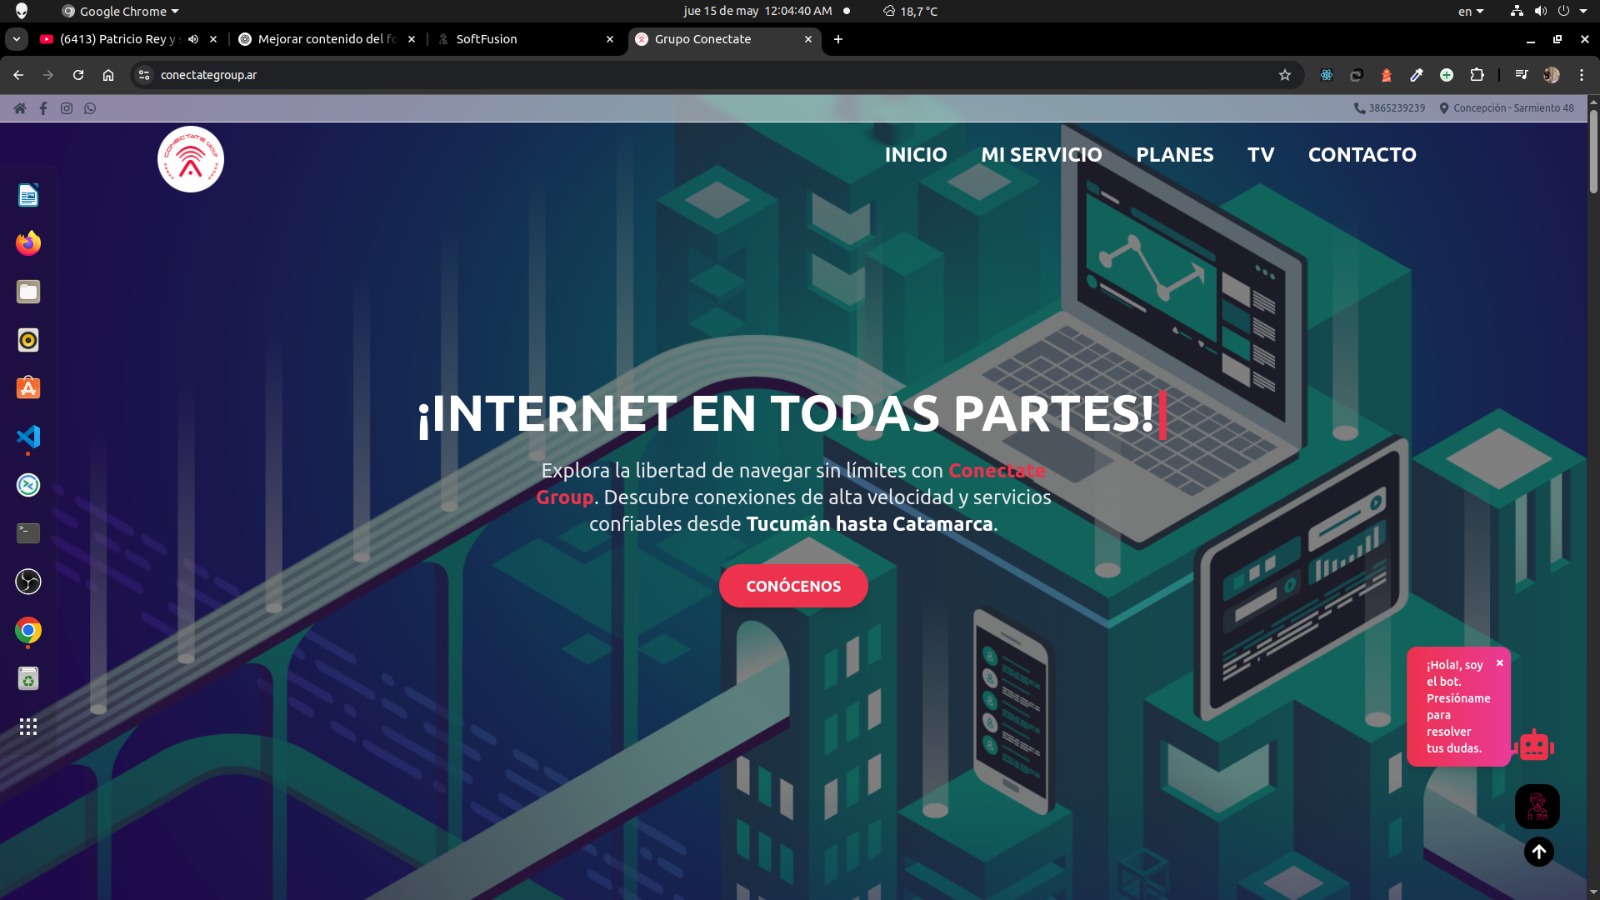 Google Chrome
jue 15 de may 12:04:40 AM
18,7 °C
en
(6413) Patricio Rey y
Mejorar contenido del fo
SoftFusion
Grupo Conectate
conectategroup.ar
3865239239
Concepción - Sarmiento 48
CONECTATE GROUP
INICIO
MI SERVICIO
PLANES
TV
CONTACTO
¡INTERNET EN TODAS PARTES!
Explora la libertad de navegar sin límites con Conectate
Group. Descubre conexiones de alta velocidad y servicios
confiables desde Tucumán hasta Catamarca.
CONÓCENOS
¡Hola!, soy
el bot.
Presióname
para
resolver
tus dudas.